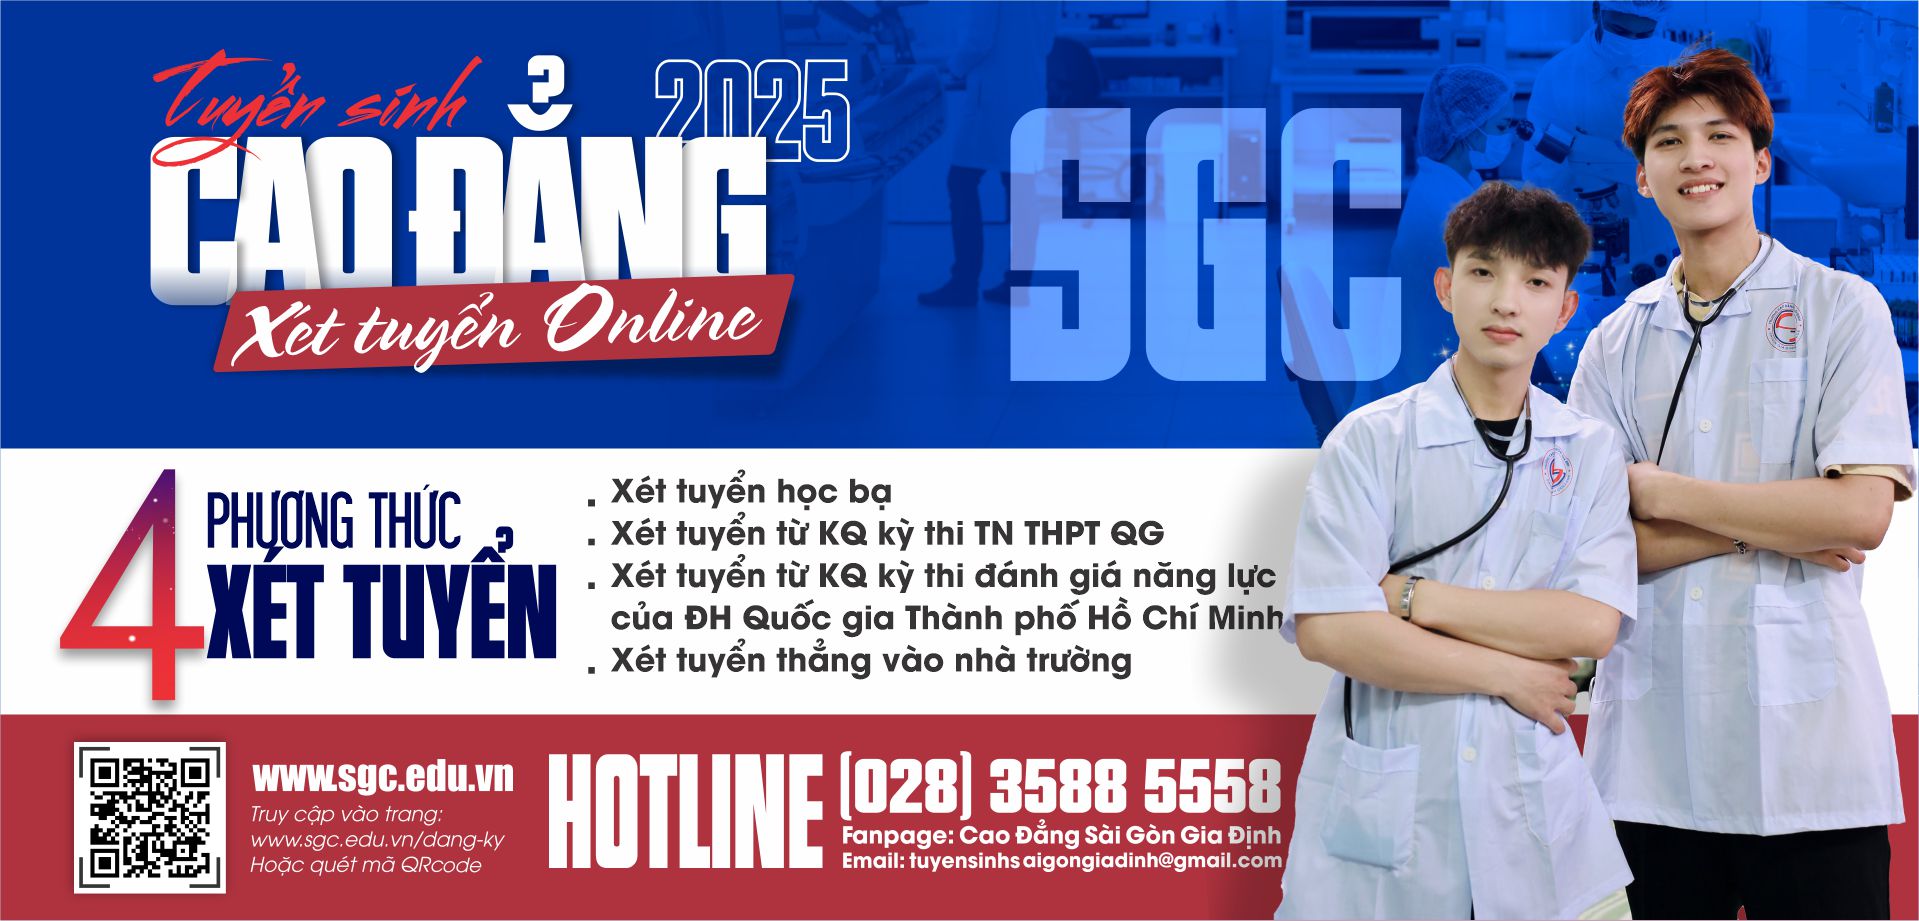 Tuyển sinh
CAO ĐẲNG
2025
Xét tuyển Online
SGC
4
PHƯƠNG THỨC
XÉT TUYỂN
. Xét tuyển học bạ
. Xét tuyển từ KQ kỳ thi TN THPT QG
. Xét tuyển từ KQ kỳ thi đánh giá năng lực
của ĐH Quốc gia Thành phố Hồ Chí Minh
. Xét tuyển thẳng vào nhà trường
www.sgc.edu.vn
Truy cập vào trang:
www.sgc.edu.vn/dang-ky
Hoặc quét mã QRcode
HOTLINE
(028) 3588 5558
Fanpage: Cao Đẳng Sài Gòn Gia Định
Email: tuyensinhsaigongiadinh@gmail.com